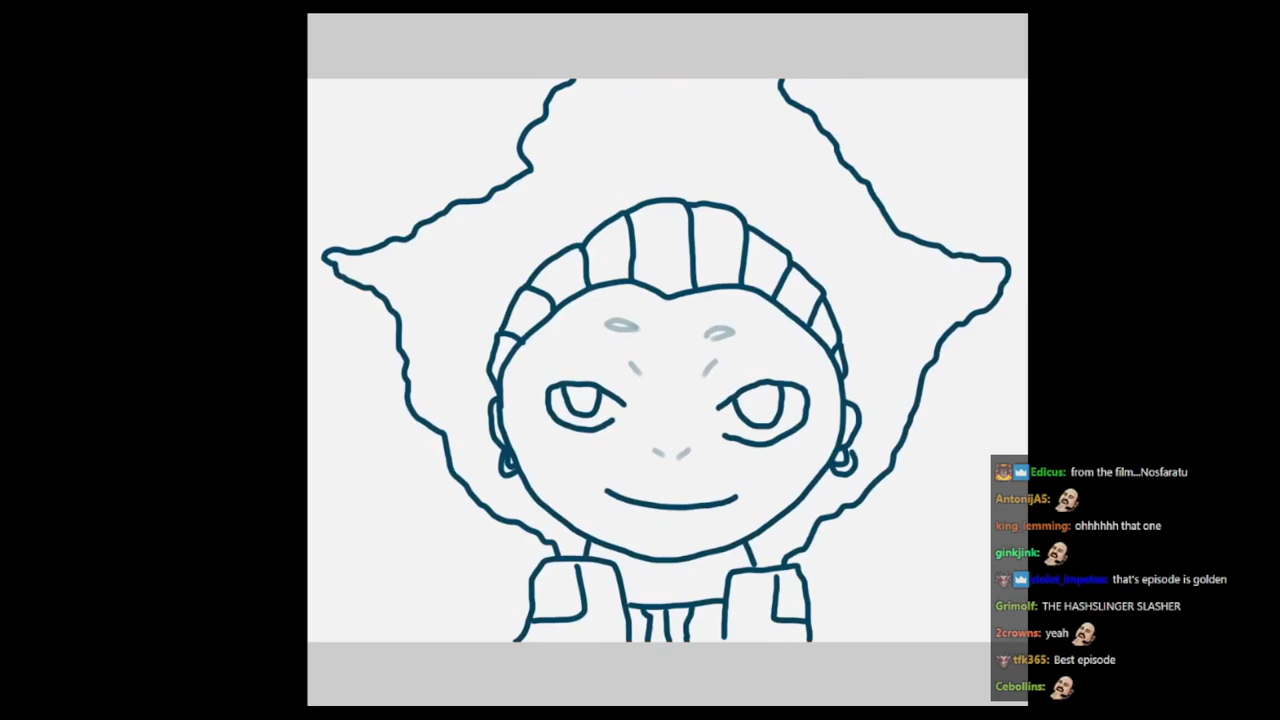 Edicus: from the film...Nosfaratu
AntonijAS:
king_lemming: ohhhhhh that one
ginkjink:
violet_impetus: that's episode is golden
Grimolf: THE HASHSLINGER SLASHER
2crowns: yeah
tfk365: Best episode
Cebollins: